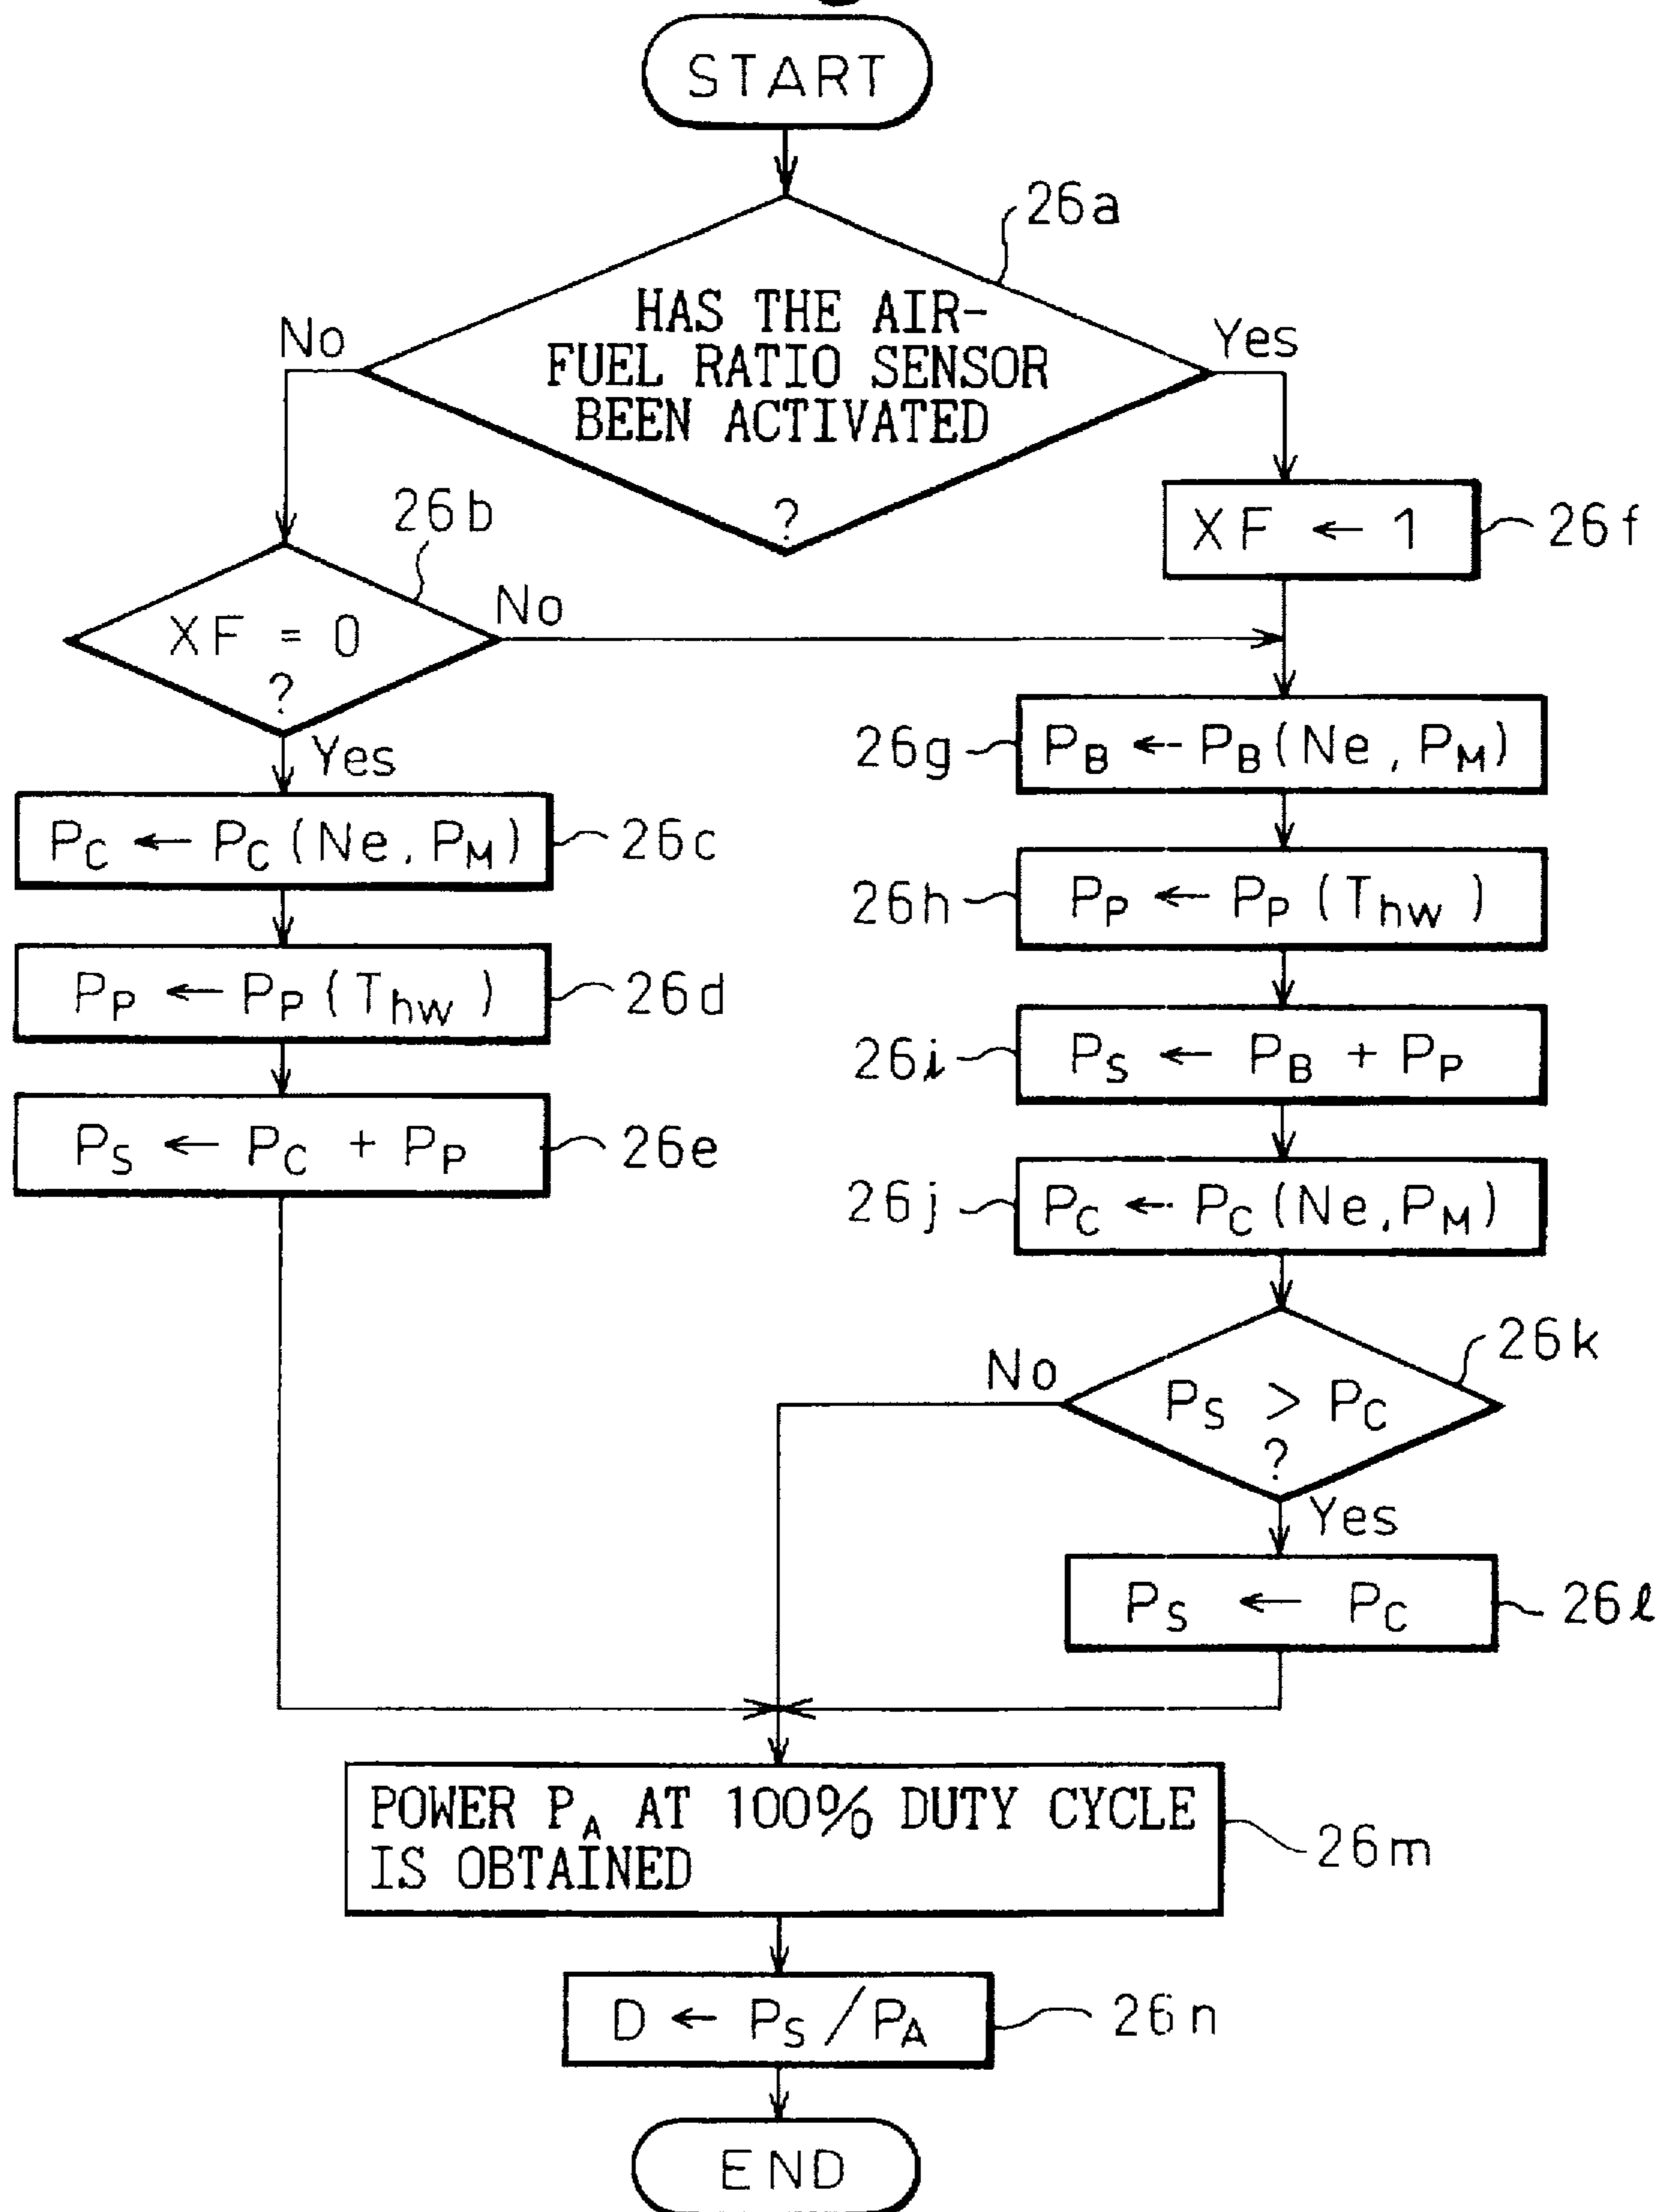 START
26a
HAS THE AIR-
FUEL RATIO SENSOR
BEEN ACTIVATED
?
No
Yes
26b
XF = 0
?
No
Yes
XF ← 1
26f
P_C ← P_C (Ne, P_M)
26c
P_P ← P_P (T_hw)
26d
P_S ← P_C + P_P
26e
26g
P_B ← P_B (Ne, P_M)
26h
P_P ← P_P (T_hw)
26i
P_S ← P_B + P_P
26j
P_C ← P_C (Ne, P_M)
26k
P_S > P_C
?
No
Yes
P_S ← P_C
26ℓ
POWER P_A AT 100% DUTY CYCLE
IS OBTAINED
26m
D ← P_S / P_A
26n
END